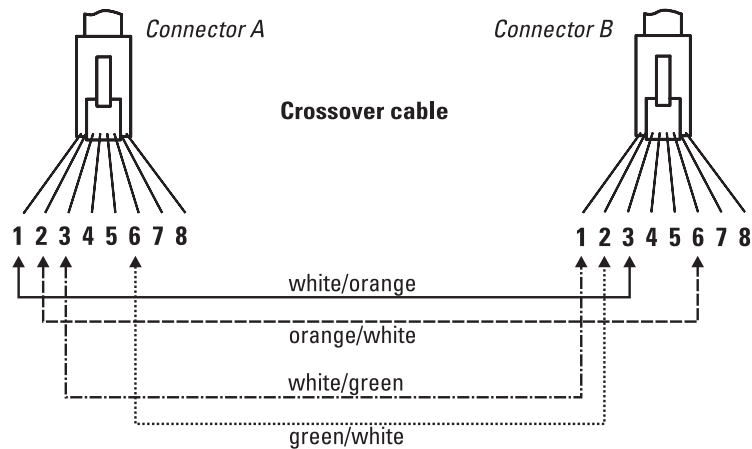 Connector A
Connector B
Crossover cable
1 2 3 4 5 6 7 8
1 2 3 4 5 6 7 8
white/orange
orange/white
white/green
green/white